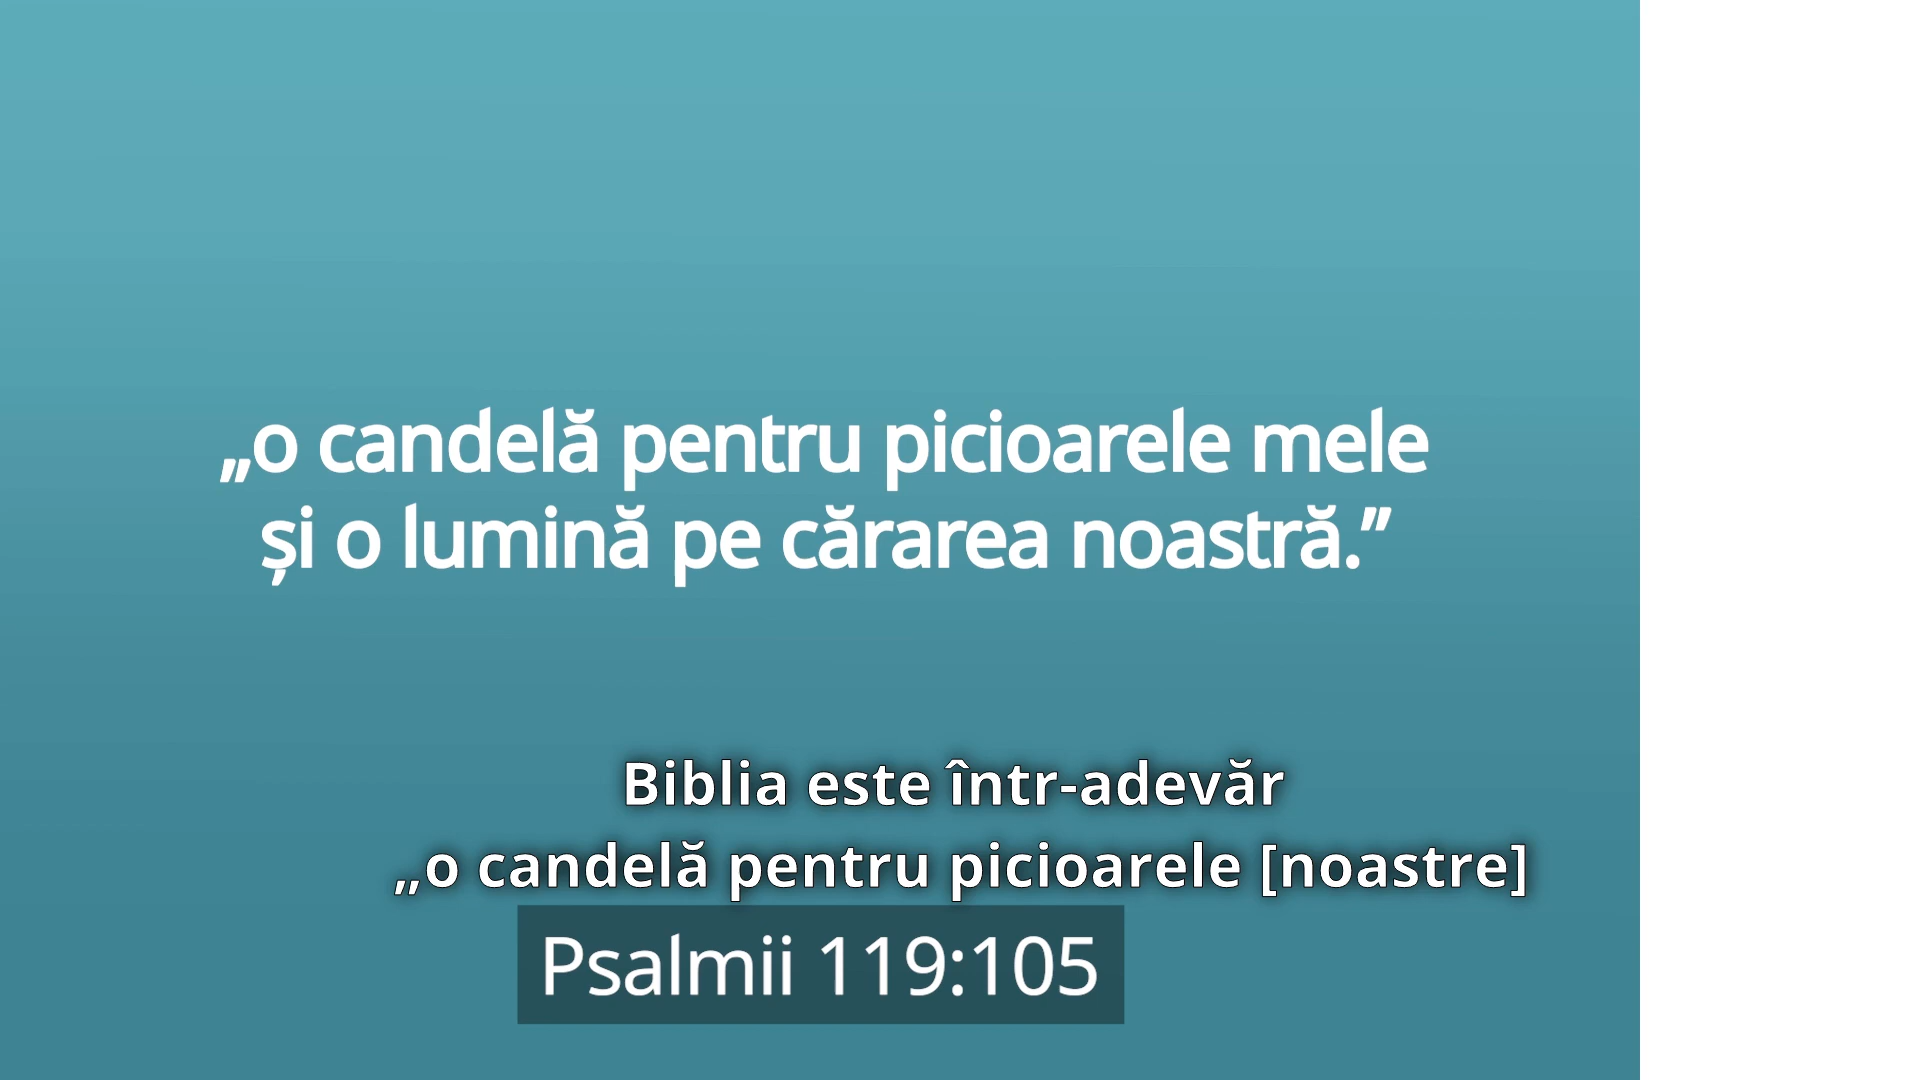 „o candelă pentru picioarele mele
și o lumină pe cărarea noastră.”
Biblia este într-adevăr
„o candelă pentru picioarele [noastre]
Psalmii 119:105